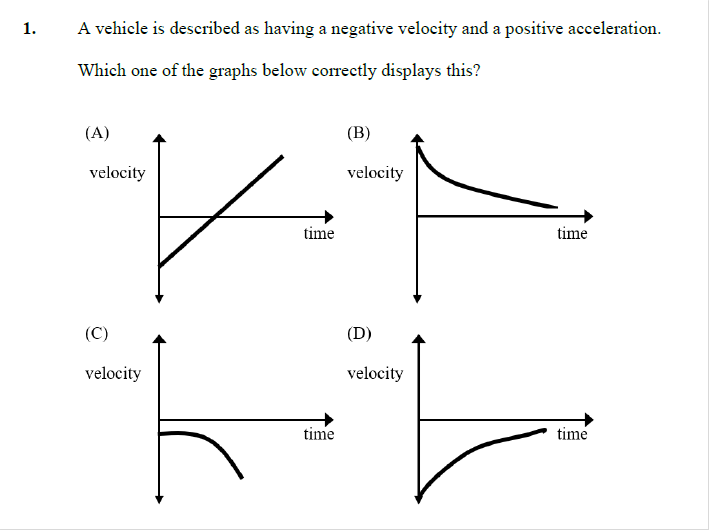 1. A vehicle is described as having a negative velocity and a positive acceleration.
Which one of the graphs below correctly displays this?
(A) (B)
velocity velocity
time time
(C) (D)
velocity velocity
time time